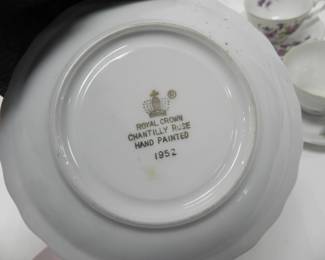 ®
ROYAL CROWN
CHANTILLY ROSE
HAND PAINTED
1952